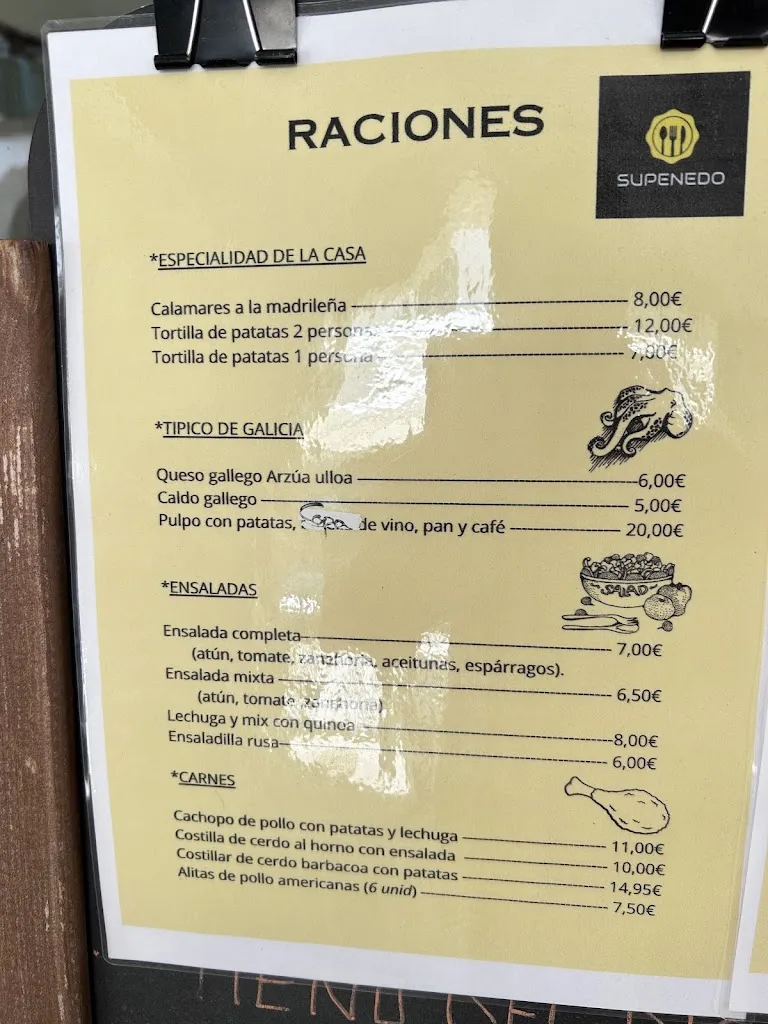 RACIONES
SUPENEDO
*ESPECIALIDAD DE LA CASA
Calamares a la madrileña 8,00€
Tortilla de patatas 2 personas 12,00€
Tortilla de patatas 1 persona 7,00€
*TIPICO DE GALICIA
Queso gallego Arzúa ulloa 6,00€
Caldo gallego 5,00€
Pulpo con patatas, copa de vino, pan y café 20,00€
*ENSALADAS
SALAD
Ensalada completa 7,00€
(atún, tomate, zanahoria, aceitunas, espárragos).
Ensalada mixta 6,50€
(atún, tomate, zanahoria)
Lechuga y mix con quinoa 8,00€
Ensaladilla rusa 6,00€
*CARNES
Cachopo de pollo con patatas y lechuga 11,00€
Costilla de cerdo al horno con ensalada 10,00€
Costillar de cerdo barbacoa con patatas 14,95€
Alitas de pollo americanas (6 unid) 7,50€